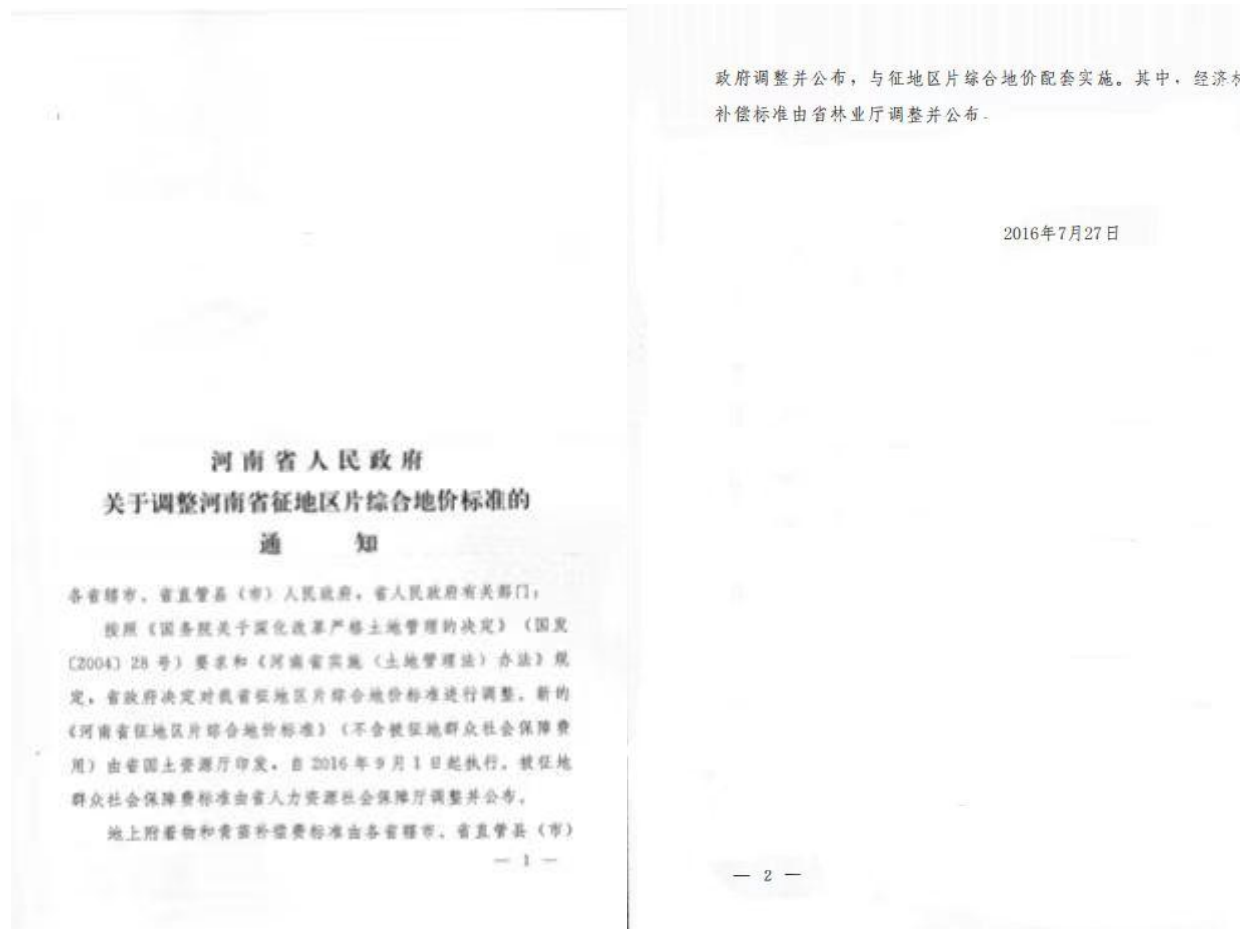 河南省人民政府
关于调整河南省征地区片综合地价标准的
通 知
各省辖市、省直管县（市）人民政府，省人民政府有关部门：
按照《国务院关于深化改革严格土地管理的决定》（国发
〔2004〕28 号）要求和《河南省实施〈土地管理法〉办法》规
定，省政府决定对我省征地区片综合地价标准进行调整。新的
《河南省征地区片综合地价标准》（不含被征地群众社会保障费
用）由省国土资源厅印发，自 2016 年 9 月 1 日起执行。被征地
群众社会保障费标准由省人力资源社会保障厅调整并公布。
地上附着物和青苗补偿费标准由各省辖市、省直管县（市）
— 1 —
政府调整并公布，与征地区片综合地价配套实施。其中，经济
补偿标准由省林业厅调整并公布。
2016年7月27日
— 2 —